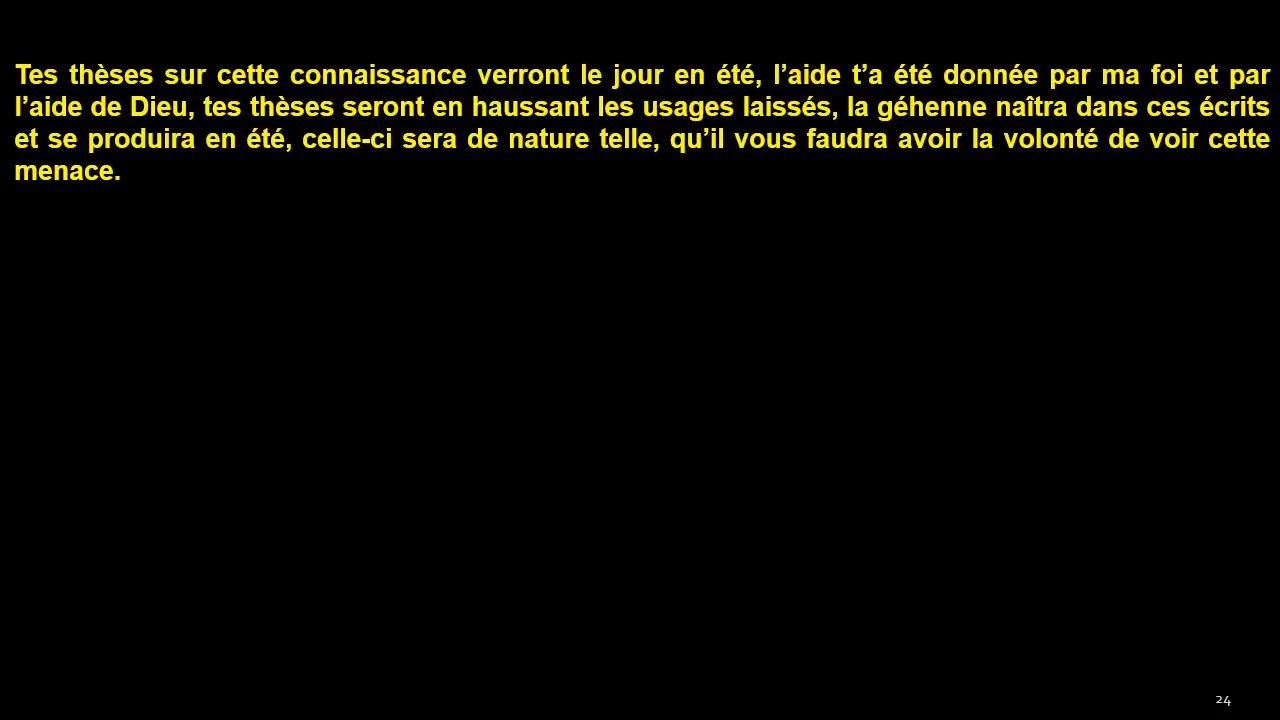 Tes thèses sur cette connaissance verront le jour en été, l’aide t’a été donnée par ma foi et par
l’aide de Dieu, tes thèses seront en haussant les usages laissés, la géhenne naîtra dans ces écrits
et se produira en été, celle-ci sera de nature telle, qu’il vous faudra avoir la volonté de voir cette
menace.
24